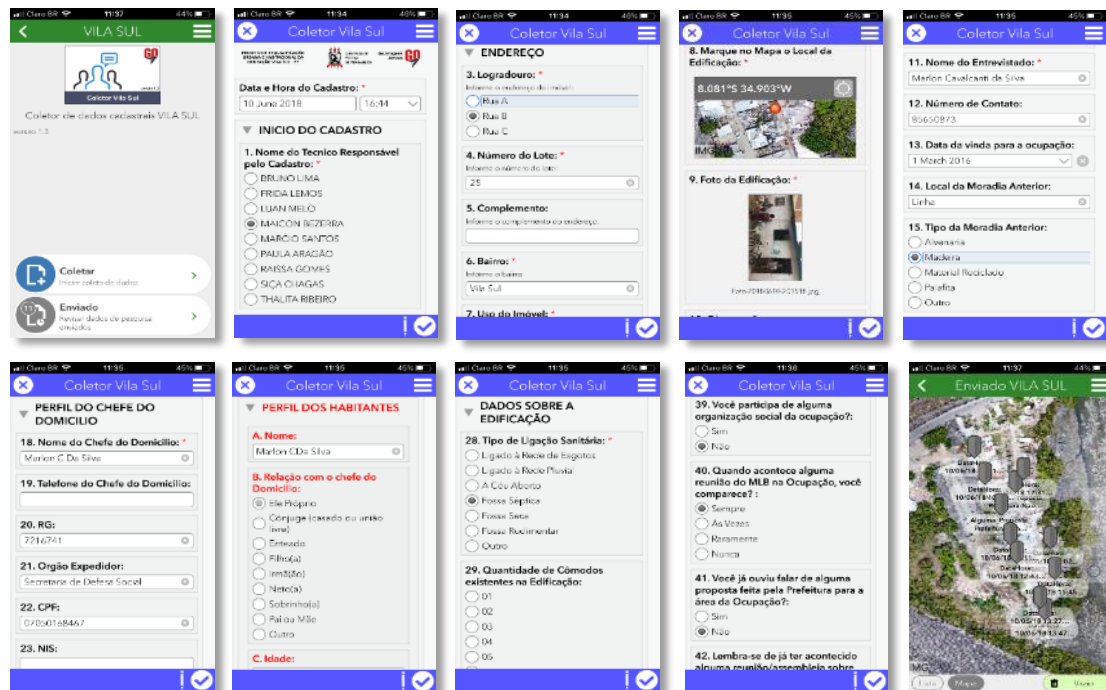 Claro BR 11:37 44%
VILA SUL
Coletor Vila Sul
Coletor de dados cadastrais VILA SUL
versão 1.3
Coletar
Iniciar coleta de dados
Enviado
Revisar dados de pesquisa
enviados
Claro BR 11:34 46%
Coletor Vila Sul
Data e Hora do Cadastro: *
10 June 2018 16:44
INICIO DO CADASTRO
1. Nome do Tecnico Responsável
pelo Cadastro: *
BRUNO LIMA
FRIDA LEMOS
LUAN MELO
MAICON BEZERRA
MARCIO SANTOS
PAULA ARAGÃO
RAISSA GOMES
SIÇA CHAGAS
THALITA RIBEIRO
Claro BR 11:34 46%
Coletor Vila Sul
ENDEREÇO
3. Logradouro: *
Informe o endereço do imóvel:
Rua A
Rua B
Rua C
4. Número do Lote: *
Informe o número do lote:
25
5. Complemento:
Informe o complemento do endereço:
6. Bairro: *
Informe o bairro:
Vila Sul
7. Uso do Imóvel: *
Claro BR 11:35 45%
Coletor Vila Sul
8. Marque no Mapa o Local da
Edificação: *
8.081°S 34.903°W
IMG
9. Foto da Edificação: *
Claro BR 11:35 45%
Coletor Vila Sul
11. Nome do Entrevistado: *
Marlon Cavalcanti da Silva
12. Número de Contato:
85650873
13. Data da vinda para a ocupação:
1 March 2016
14. Local da Moradia Anterior:
Linha
15. Tipo da Moradia Anterior:
Alvenaria
Madeira
Material Reciclado
Palafita
Outro
Claro BR 11:35 45%
Coletor Vila Sul
PERFIL DO CHEFE DO
DOMICILIO
18. Nome do Chefe do Domicilio: *
Marlon C Da Silva
19. Telefone do Chefe do Domicilio:
20. RG:
7216741
21. Orgão Expedidor:
Secretaria de Defesa Social
22. CPF:
07050168467
23. NIS:
Claro BR 11:35 45%
Coletor Vila Sul
PERFIL DOS HABITANTES
A. Nome:
Marlon CDa Silva
B. Relação com o chefe do
Domicilio:
Ele Próprio
Cônjuge (casado ou união
livre)
Enteado
Filho(a)
Irmã(ão)
Neto(a)
Sobrinho(a)
Pai ou Mãe
Outro
C. Idade:
Claro BR 11:35 45%
Coletor Vila Sul
DADOS SOBRE A
EDIFICAÇÃO
28. Tipo de Ligação Sanitária: *
Ligado à Rede de Esgotos
Ligado à Rede Pluvial
A Céu Aberto
Fossa Séptica
Fossa Seca
Fossa Rudimentar
Outro
29. Quantidade de Cômodos
existentes na Edificação:
01
02
03
04
05
Claro BR 11:36 45%
Coletor Vila Sul
39. Você participa de alguma
organização social da ocupação?:
Sim
Não
40. Quando acontece alguma
reunião do MLB na Ocupação, você
comparece? :
Sempre
As Vezes
Raramente
Nunca
41. Você já ouviu falar de alguma
proposta feita pela Prefeitura para a
área da Ocupação?:
Sim
Não
42. Lembra-se de já ter acontecido
alguma reunião/assembleia sobre
Claro BR 11:37 44%
Enviado VILA SUL
IMG
Lista Mapa